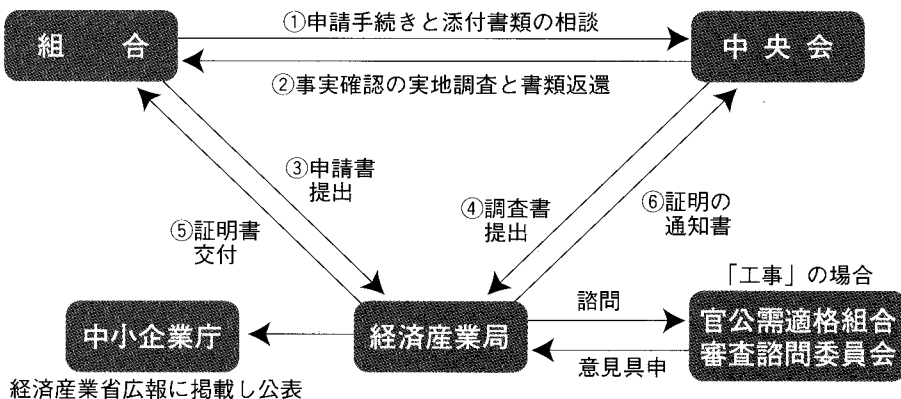 ①申請手続きと添付書類の相談
組　合
中央会
②事実確認の実地調査と書類返還
③申請書
提出
④調査書
提出
⑥証明の
通知書
⑤証明書
交付
「工事」の場合
中小企業庁
経済産業局
諮問
官公需適格組合
審査諮問委員会
意見具申
経済産業省広報に掲載し公表